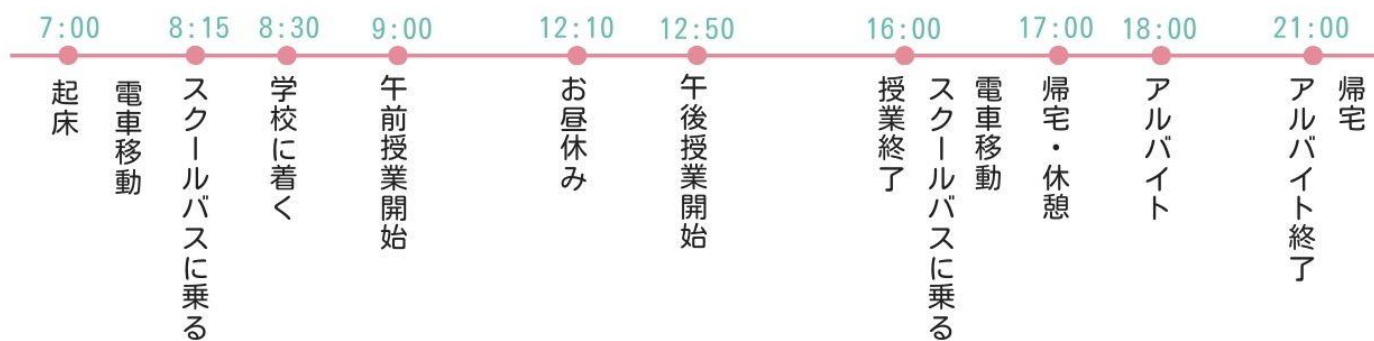 7:00
8:15
8:30
9:00
12:10
12:50
16:00
17:00
18:00
21:00
起床
電車移動
スクールバスに乗る
学校に着く
午前授業開始
お昼休み
午後授業開始
授業終了
スクールバスに乗る
電車移動
帰宅・休憩
アルバイト
アルバイト終了
帰宅